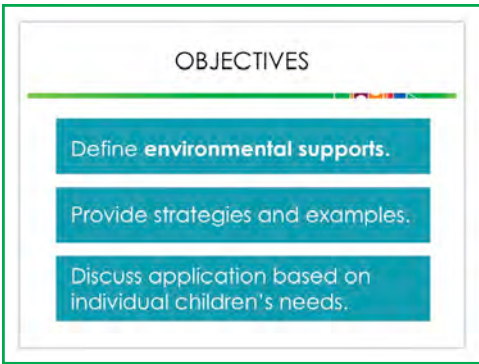 OBJECTIVES
Define environmental supports.
Provide strategies and examples.
Discuss application based on
individual children's needs.